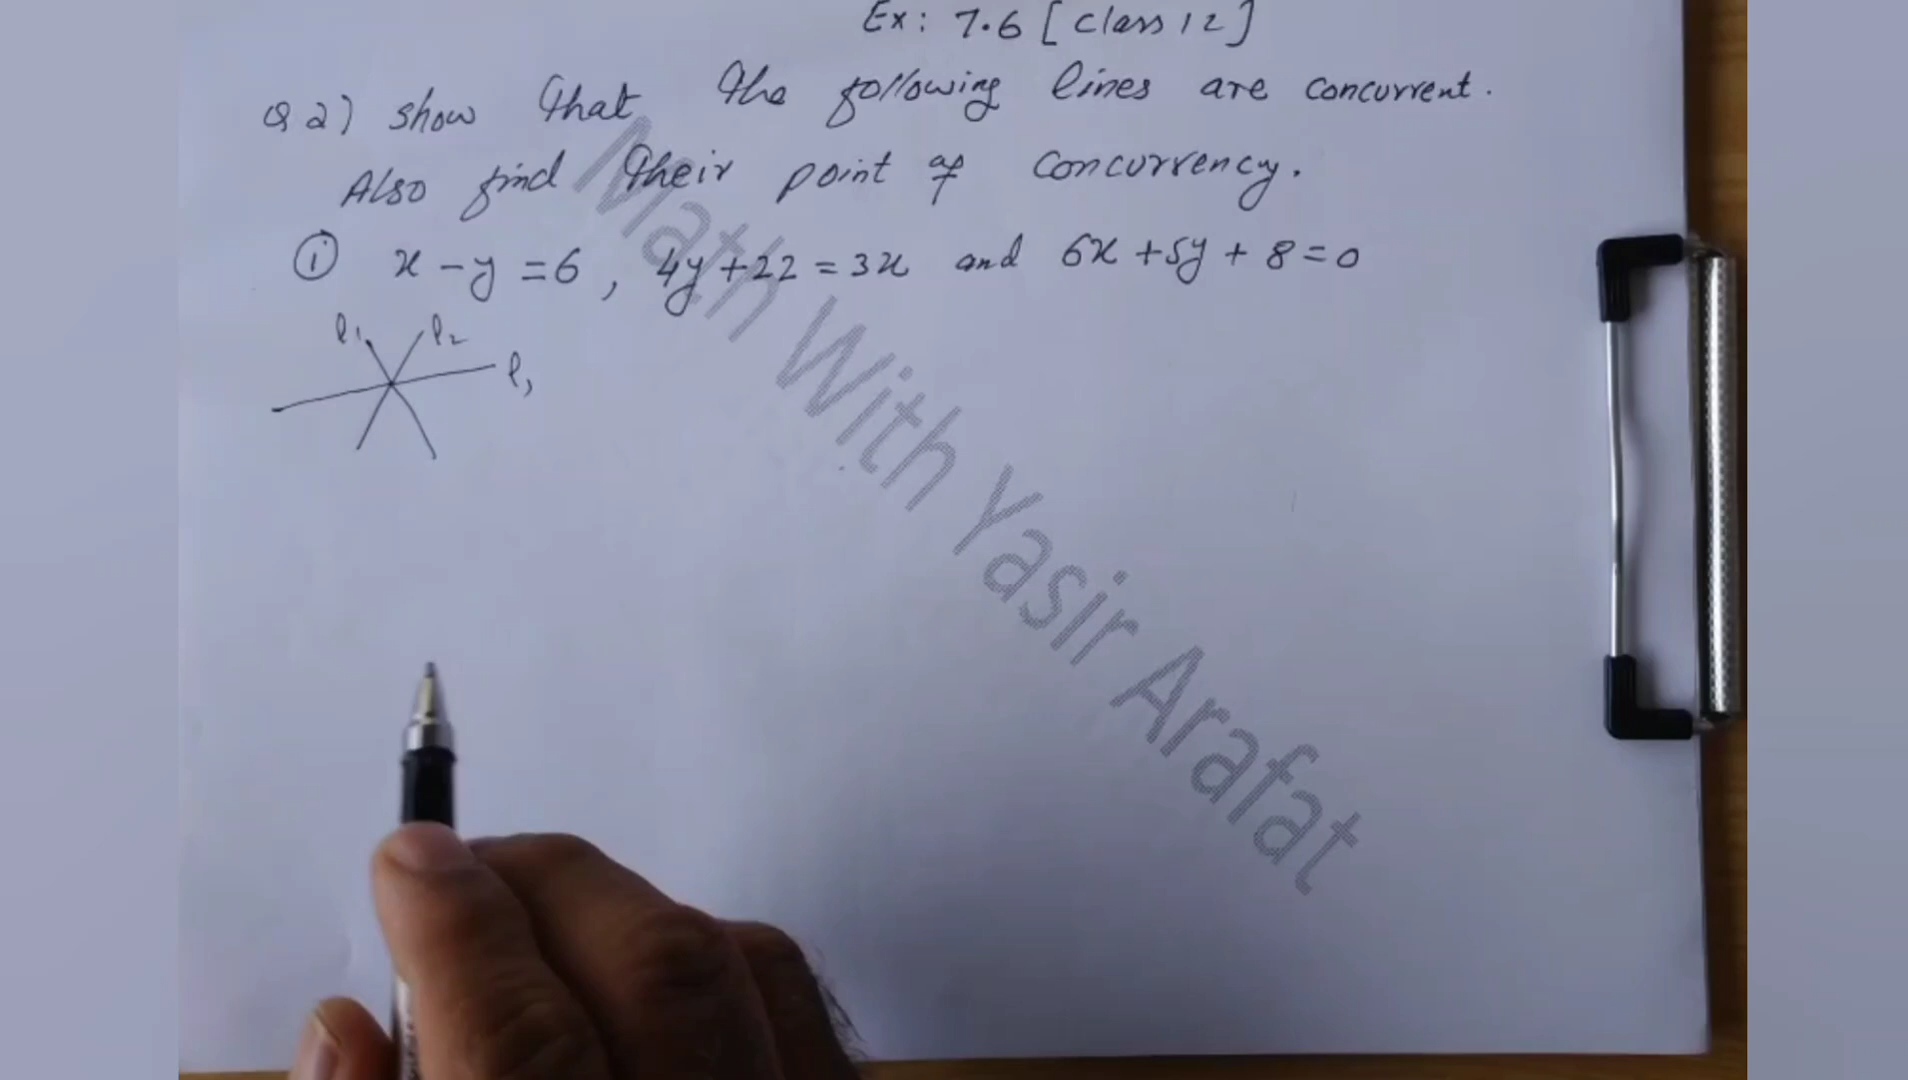 Ex: 7.6 [class 12]
Q2) show that the following lines are concurrent.
Also find their point of concurrency.
(i) x - y = 6 , 4y + 22 = 3x and 6x + 5y + 8 = 0
l₁ l₂
l₃
Math With Yasir Arafat